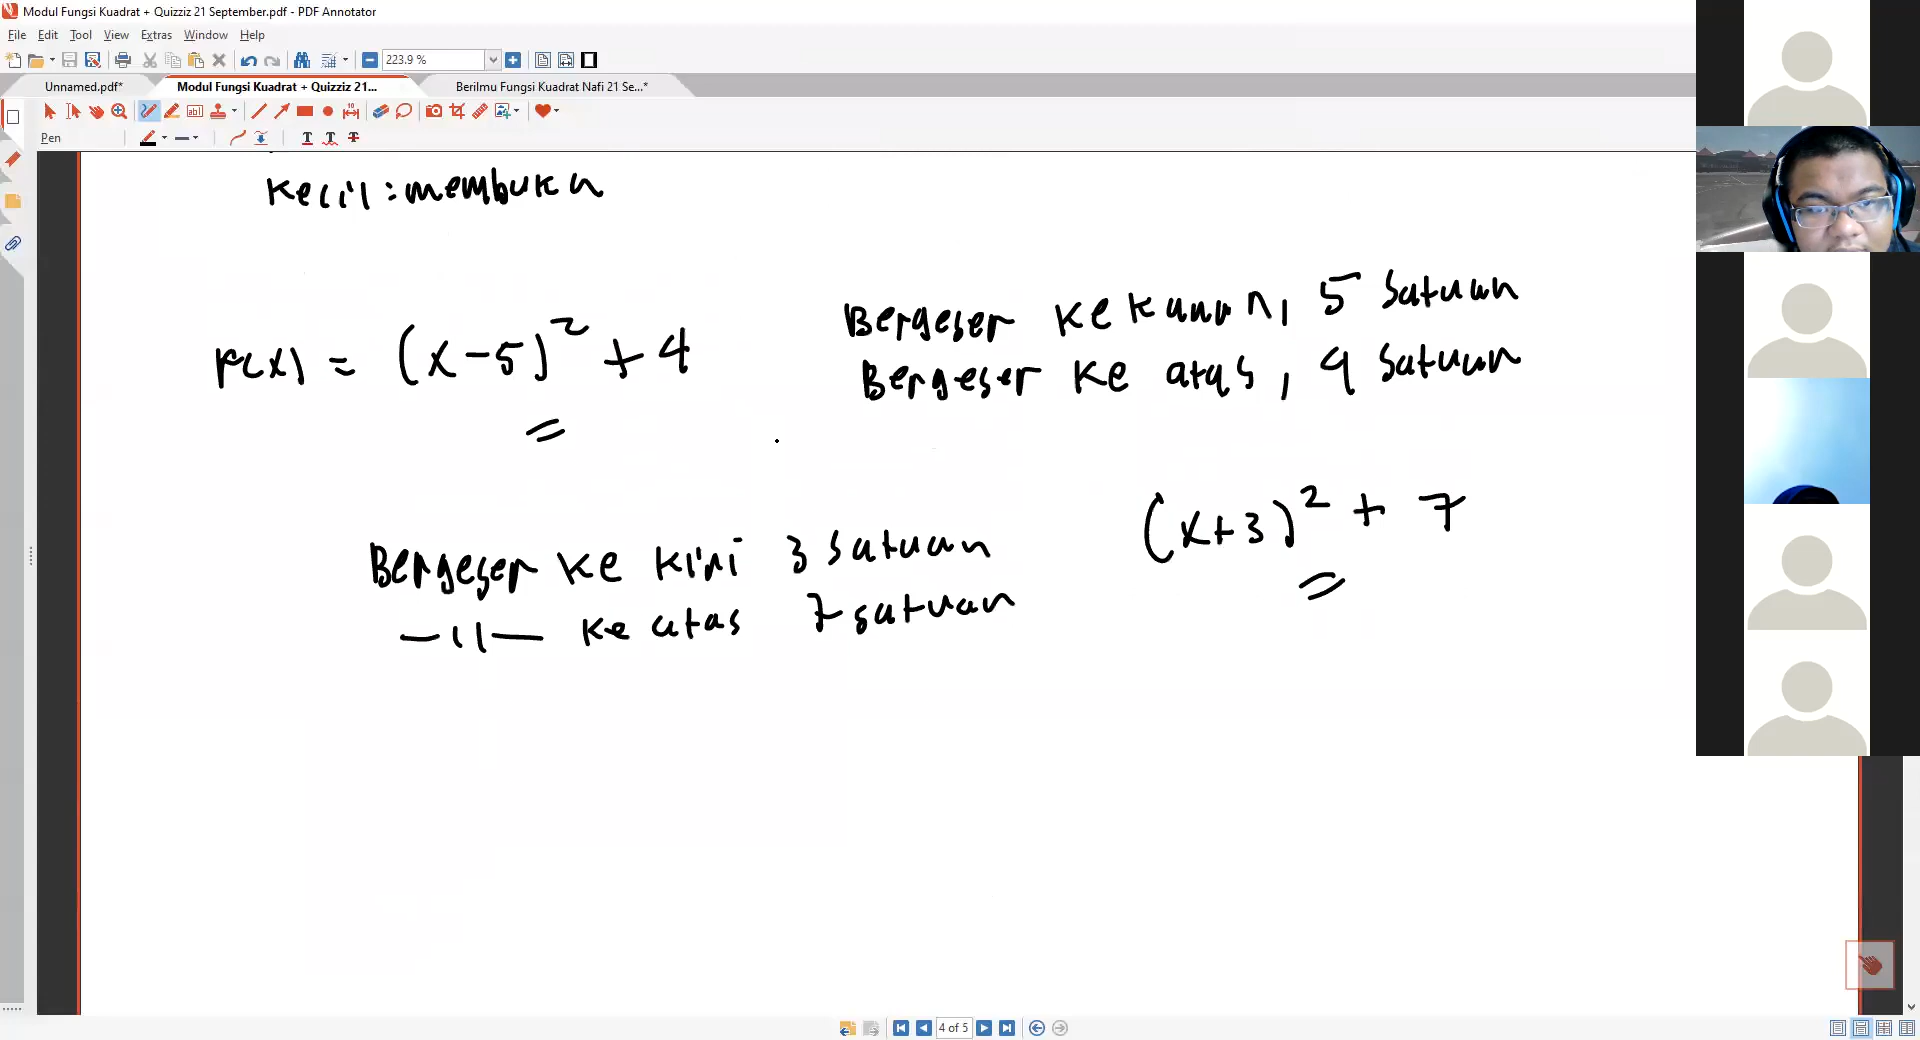 Modul Fungsi Kuadrat + Quizziz 21 September.pdf - PDF Annotator
File Edit Tool View Extras Window Help
223.9 %
Unnamed.pdf* Modul Fungsi Kuadrat + Quizziz 21... Berilmu Fungsi Kuadrat Nafi 21 Se...*
Pen
Kecil : membuka
F(x) = (x-5)² + 4
Bergeser ke kanan, 5 satuan
Bergeser ke atas, 4 satuan
Bergeser ke kiri 3 satuan
—11— ke atas 7 satuan
(x+3)² + 7
4 of 5